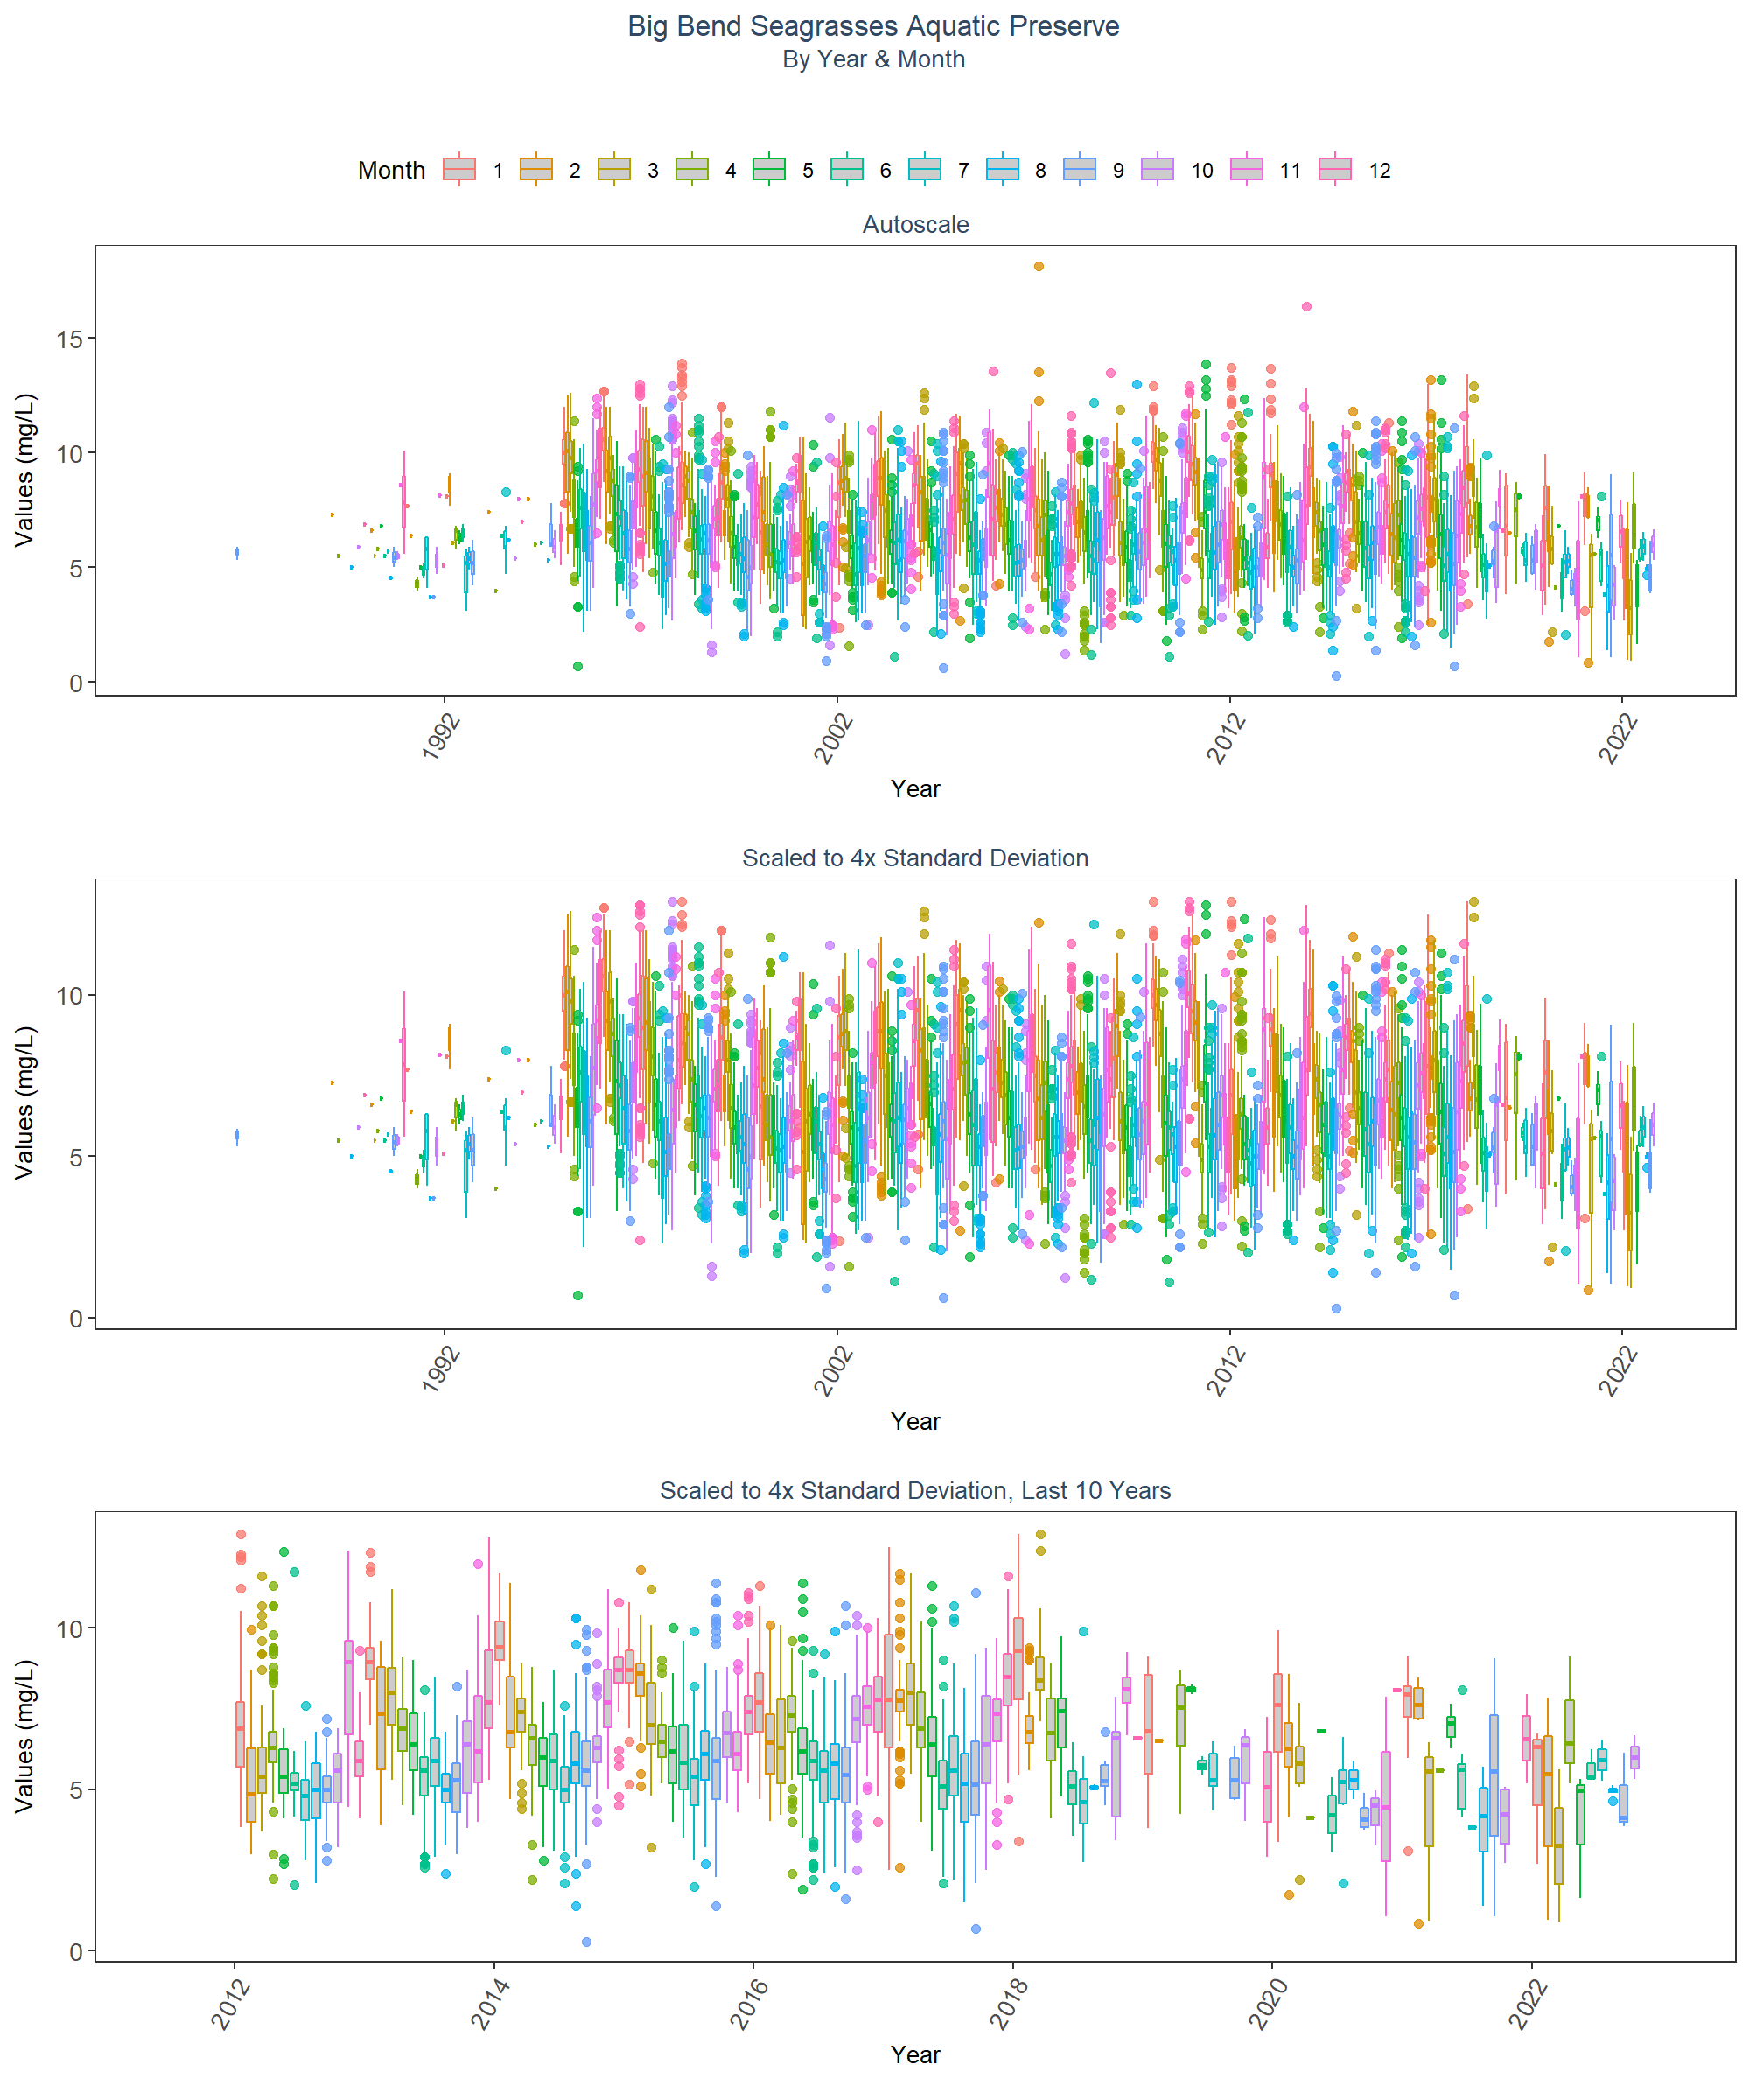 Big Bend Seagrasses Aquatic Preserve
By Year & Month
Month 1 2 3 4 5 6 7 8 9 10 11 12
Autoscale
Values (mg/L)
15
10
5
0
1992 2002 2012 2022
Year
Scaled to 4x Standard Deviation
Values (mg/L)
10
5
0
1992 2002 2012 2022
Year
Scaled to 4x Standard Deviation, Last 10 Years
Values (mg/L)
10
5
0
2012 2014 2016 2018 2020 2022
Year